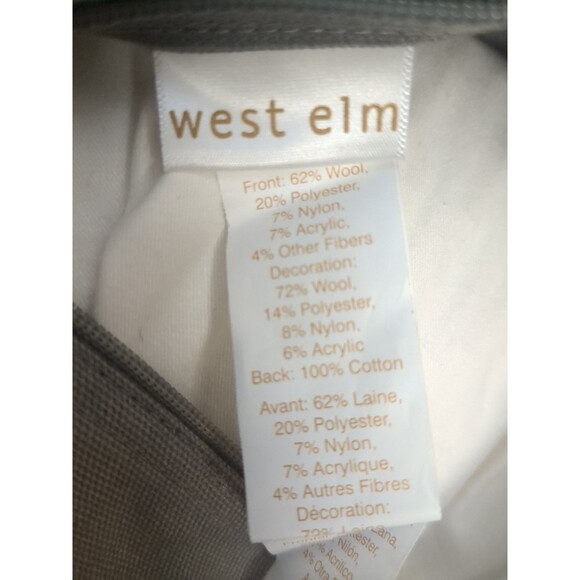 west elm
Front: 62% Wool,
20% Polyester,
7% Nylon,
7% Acrylic,
4% Other Fibers
Decoration:
72% Wool,
14% Polyester,
8% Nylon,
6% Acrylic
Back: 100% Cotton
Avant: 62% Laine,
20% Polyester,
7% Nylon,
7% Acrylique,
4% Autres Fibres
Décoration: